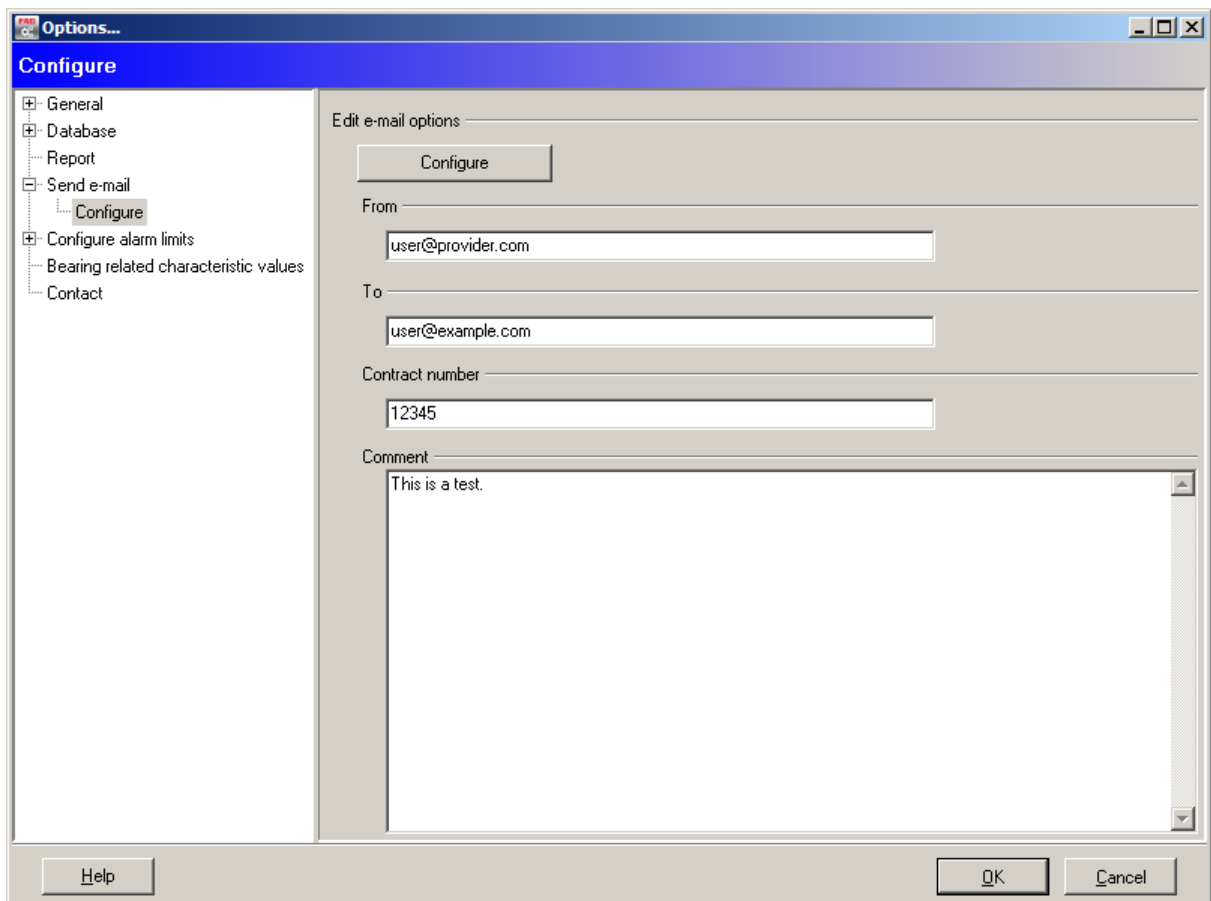 Options...
Configure
General
Database
Report
Send e-mail
Configure
Configure alarm limits
Bearing related characteristic values
Contact
Edit e-mail options
Configure
From
user@provider.com
To
user@example.com
Contract number
12345
Comment
This is a test.
Help
OK
Cancel